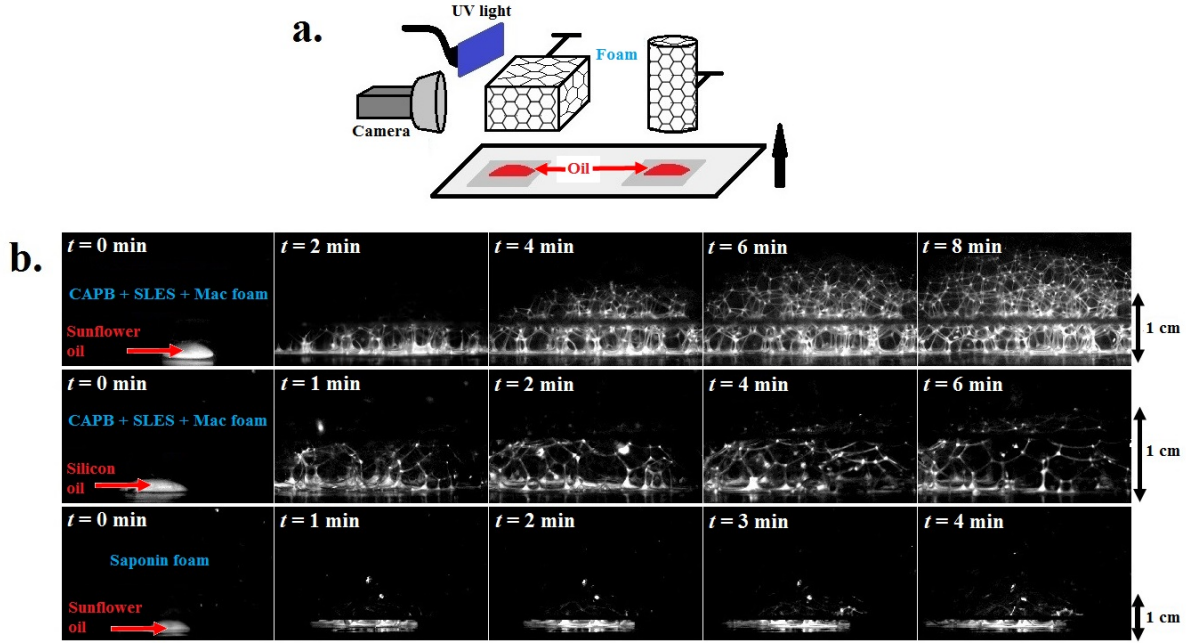 a.
UV light
Foam
Camera
Oil
b.
t = 0 min
t = 2 min
t = 4 min
t = 6 min
t = 8 min
CAPB + SLES + Mac foam
Sunflower
oil
1 cm
t = 0 min
t = 1 min
t = 2 min
t = 4 min
t = 6 min
CAPB + SLES + Mac foam
Silicon
oil
1 cm
t = 0 min
t = 1 min
t = 2 min
t = 3 min
t = 4 min
Saponin foam
Sunflower
oil
1 cm